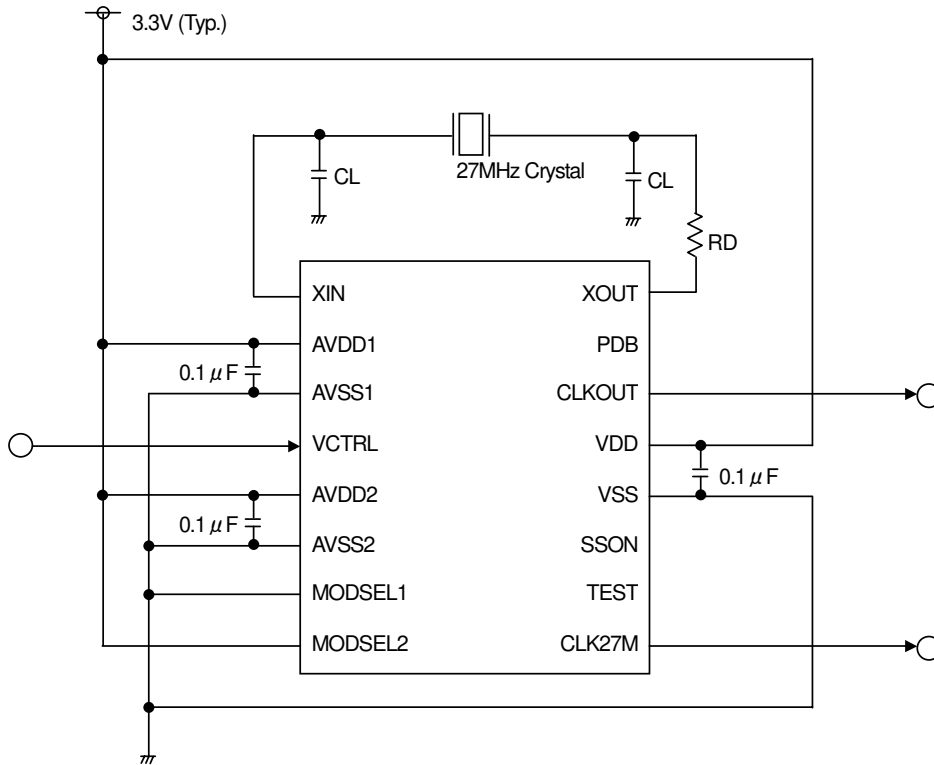 3.3V (Typ.)
27MHz Crystal
CL
CL
RD
XIN
XOUT
AVDD1
PDB
0.1 μF
AVSS1
CLKOUT
VCTRL
VDD
0.1 μF
AVDD2
VSS
0.1 μF
AVSS2
SSON
MODSEL1
TEST
MODSEL2
CLK27M